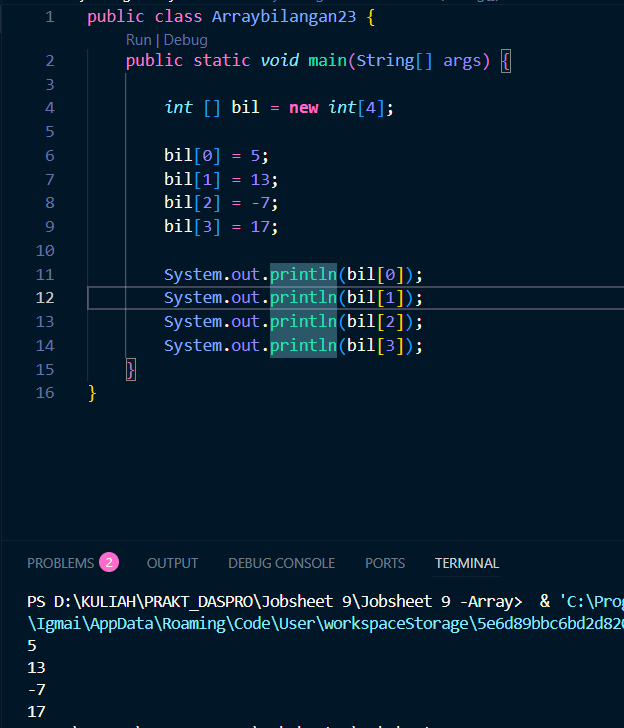 1 public class Arraybilangan23 {
Run | Debug
2 public static void main(String[] args) {
3
4 int [] bil = new int[4];
5
6 bil[0] = 5;
7 bil[1] = 13;
8 bil[2] = -7;
9 bil[3] = 17;
10
11 System.out.println(bil[0]);
12 System.out.println(bil[1]);
13 System.out.println(bil[2]);
14 System.out.println(bil[3]);
15 }
16 }
PROBLEMS 2 OUTPUT DEBUG CONSOLE PORTS TERMINAL
PS D:\KULIAH\PRAKT_DASPRO\Jobsheet 9\Jobsheet 9 -Array> & 'C:\Prog
\Igmai\AppData\Roaming\Code\User\workspaceStorage\5e6d89bbc6bd2d820
5
13
-7
17